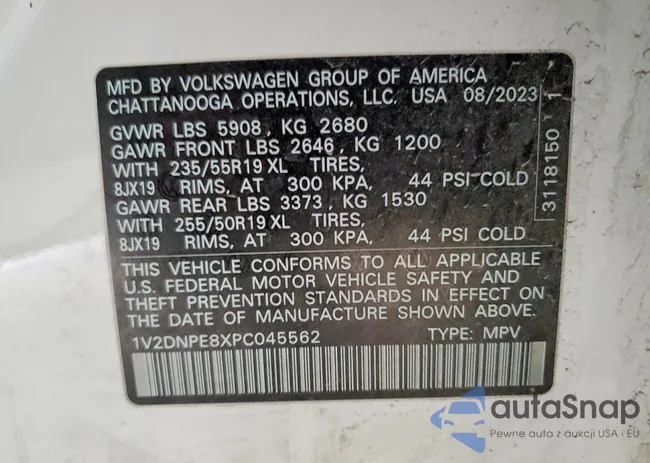 MFD BY VOLKSWAGEN GROUP OF AMERICA
CHATTANOOGA OPERATIONS, LLC. USA 08/2023
GVWR LBS 5908, KG 2680
GAWR FRONT LBS 2646, KG 1200
WITH 235/55R19 XL TIRES,
8JX19 RIMS, AT 300 KPA, 44 PSI COLD
GAWR REAR LBS 3373, KG 1530
WITH 255/50R19 XL TIRES,
8JX19 RIMS, AT 300 KPA, 44 PSI COLD
THIS VEHICLE CONFORMS TO ALL APPLICABLE
U.S. FEDERAL MOTOR VEHICLE SAFETY AND
THEFT PREVENTION STANDARDS IN EFFECT ON
DATE OF MANUFACTURE SHOWN ABOVE.
1V2DNPE8XPC045562 TYPE: MPV
3118150 1
autaSnap
Pewne auta z aukcji USA i EU